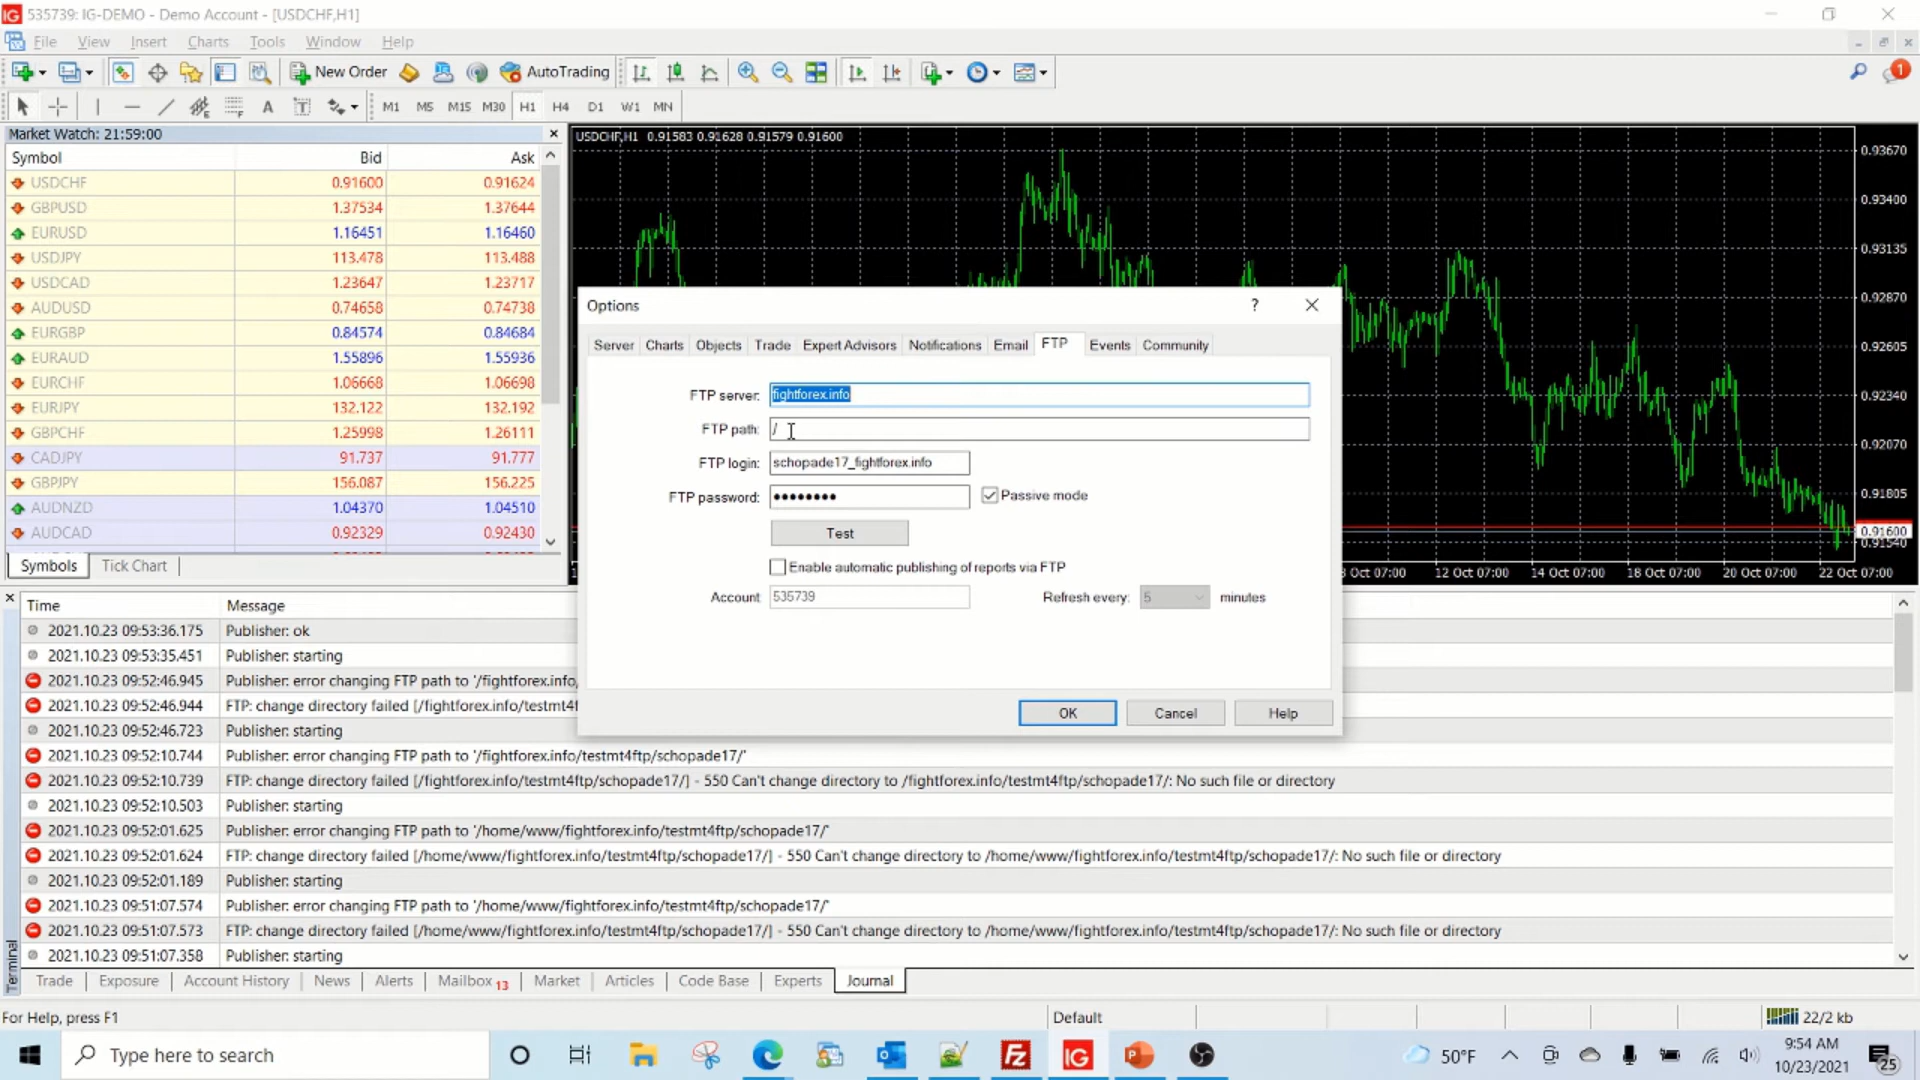 IG 535739: IG-DEMO - Demo Account - [USDCHF,H1]
File View Insert Charts Tools Window Help
New Order AutoTrading 1
A T M1 M5 M15 M30 H1 H4 D1 W1 MN
Market Watch: 21:59:00
Symbol Bid Ask
USDCHF 0.91600 0.91624
GBPUSD 1.37534 1.37644
EURUSD 1.16451 1.16460
USDJPY 113.478 113.488
USDCAD 1.23647 1.23717
AUDUSD 0.74658 0.74738
EURGBP 0.84574 0.84684
EURAUD 1.55896 1.55936
EURCHF 1.06668 1.06698
EURJPY 132.122 132.192
GBPCHF 1.25998 1.26111
CADJPY 91.737 91.777
GBPJPY 156.087 156.225
AUDNZD 1.04370 1.04510
AUDCAD 0.92329 0.92430
Symbols Tick Chart
USDCHF,H1 0.91583 0.91628 0.91579 0.91600
0.93670
0.93400
0.93135
0.92870
0.92605
0.92340
0.92070
0.91805
0.91600
0.91540
Oct 07:00 12 Oct 07:00 14 Oct 07:00 18 Oct 07:00 20 Oct 07:00 22 Oct 07:00
Options ?
Server Charts Objects Trade Expert Advisors Notifications Email FTP Events Community
FTP server: fightforex.info
FTP path: /
FTP login: schopade17_fightforex.info
FTP password: •••••••• Passive mode
Test
Enable automatic publishing of reports via FTP
Account 535739 Refresh every: 5 minutes
OK Cancel Help
Time Message
2021.10.23 09:53:36.175 Publisher: ok
2021.10.23 09:53:35.451 Publisher: starting
2021.10.23 09:52:46.945 Publisher: error changing FTP path to '/fightforex.info,
2021.10.23 09:52:46.944 FTP: change directory failed [/fightforex.info/testmt4f
2021.10.23 09:52:46.723 Publisher: starting
2021.10.23 09:52:10.744 Publisher: error changing FTP path to '/fightforex.info/testmt4ftp/schopade17/'
2021.10.23 09:52:10.739 FTP: change directory failed [/fightforex.info/testmt4ftp/schopade17/] - 550 Can't change directory to /fightforex.info/testmt4ftp/schopade17/: No such file or directory
2021.10.23 09:52:10.503 Publisher: starting
2021.10.23 09:52:01.625 Publisher: error changing FTP path to '/home/www/fightforex.info/testmt4ftp/schopade17/'
2021.10.23 09:52:01.624 FTP: change directory failed [/home/www/fightforex.info/testmt4ftp/schopade17/] - 550 Can't change directory to /home/www/fightforex.info/testmt4ftp/schopade17/: No such file or directory
2021.10.23 09:52:01.189 Publisher: starting
2021.10.23 09:51:07.574 Publisher: error changing FTP path to '/home/www/fightforex.info/testmt4ftp/schopade17/'
2021.10.23 09:51:07.573 FTP: change directory failed [/home/www/fightforex.info/testmt4ftp/schopade17/] - 550 Can't change directory to /home/www/fightforex.info/testmt4ftp/schopade17/: No such file or directory
2021.10.23 09:51:07.358 Publisher: starting
Terminal
Trade Exposure Account History News Alerts Mailbox 13 Market Articles Code Base Experts Journal
For Help, press F1 Default 22/2 kb
Type here to search Fz IG P 50°F 9:54 AM
10/23/2021 25